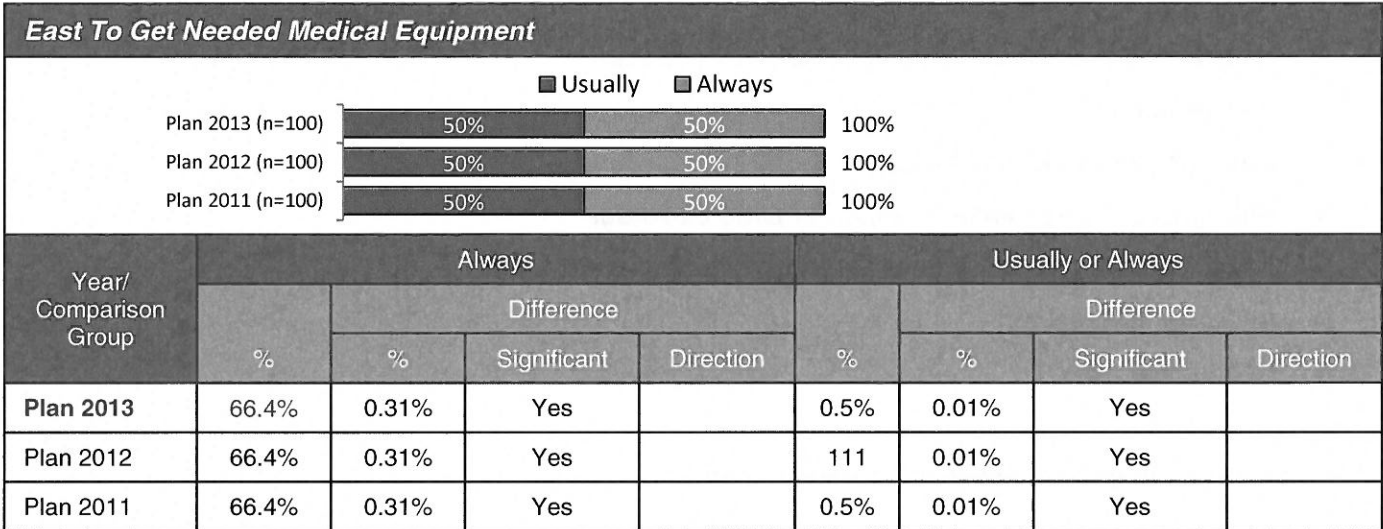 East To Get Needed Medical Equipment
Usually Always
Plan 2013 (n=100) 50% 50% 100%
Plan 2012 (n=100) 50% 50% 100%
Plan 2011 (n=100) 50% 50% 100%
Year/
Comparison
Group
Always Usually or Always
Difference Difference
% % Significant Direction % % Significant Direction
Plan 2013 66.4% 0.31% Yes 0.5% 0.01% Yes
Plan 2012 66.4% 0.31% Yes 111 0.01% Yes
Plan 2011 66.4% 0.31% Yes 0.5% 0.01% Yes